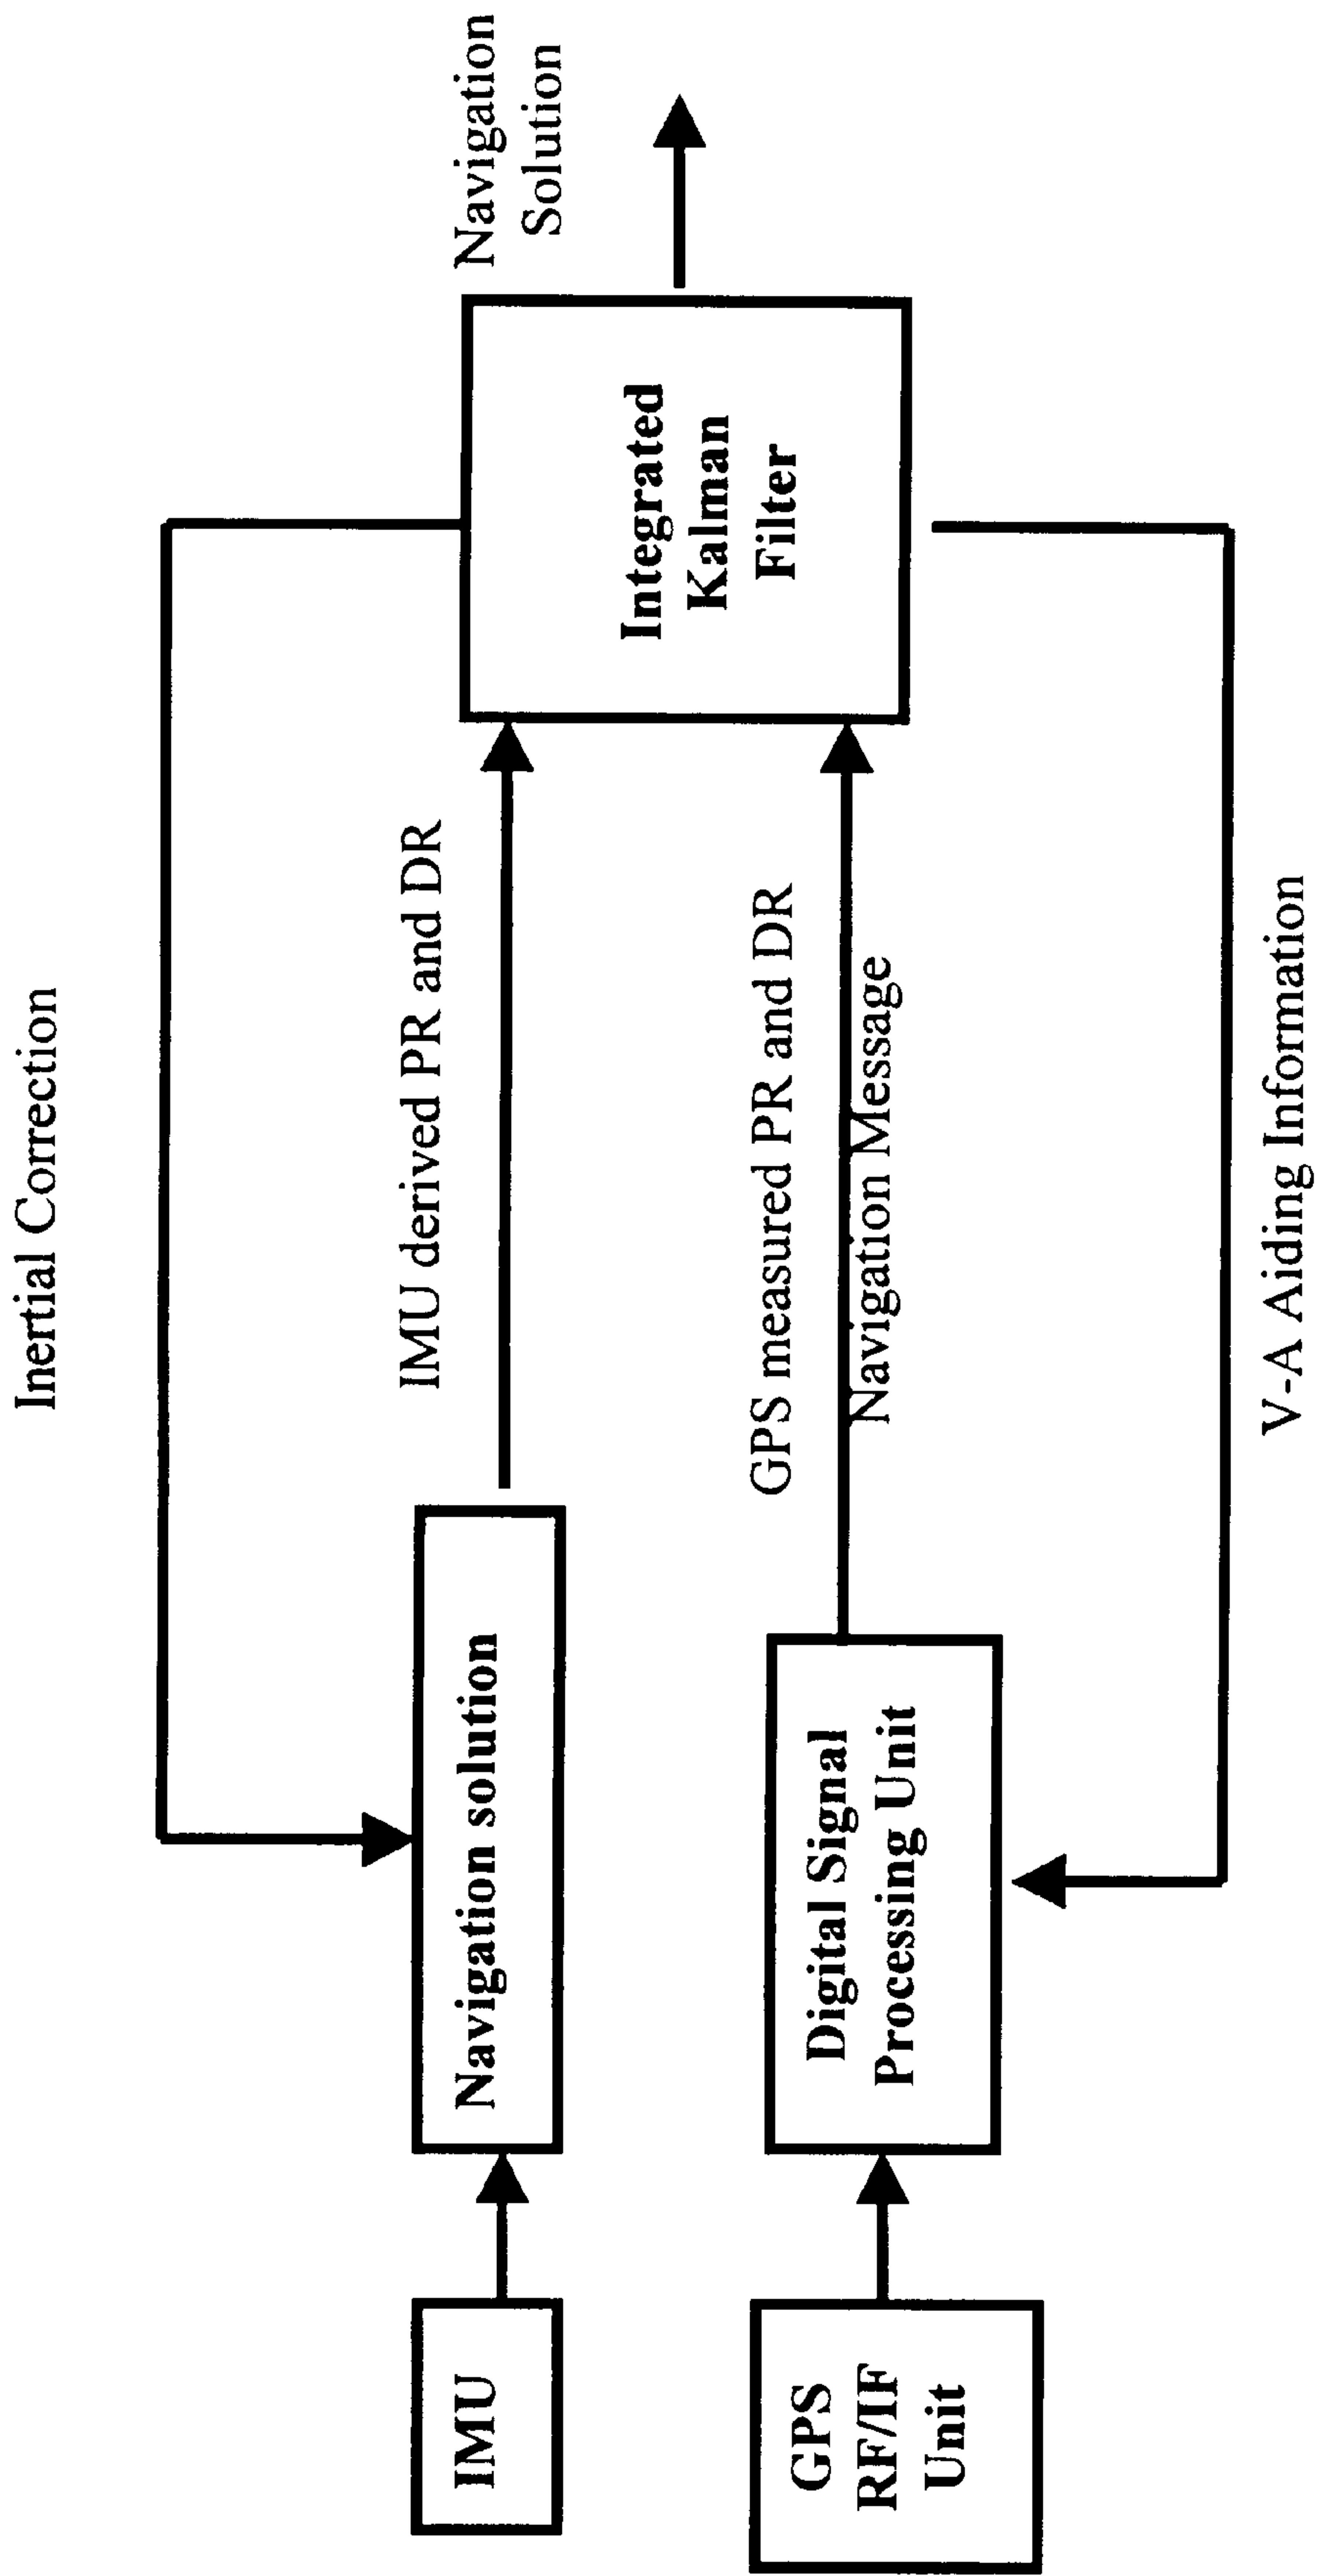 Inertial Correction
IMU
Navigation solution
IMU derived PR and DR
Integrated
Kalman
Filter
Navigation
Solution
GPS
RF/IF
Unit
Digital Signal
Processing Unit
GPS measured PR and DR
Navigation Message
V-A Aiding Information